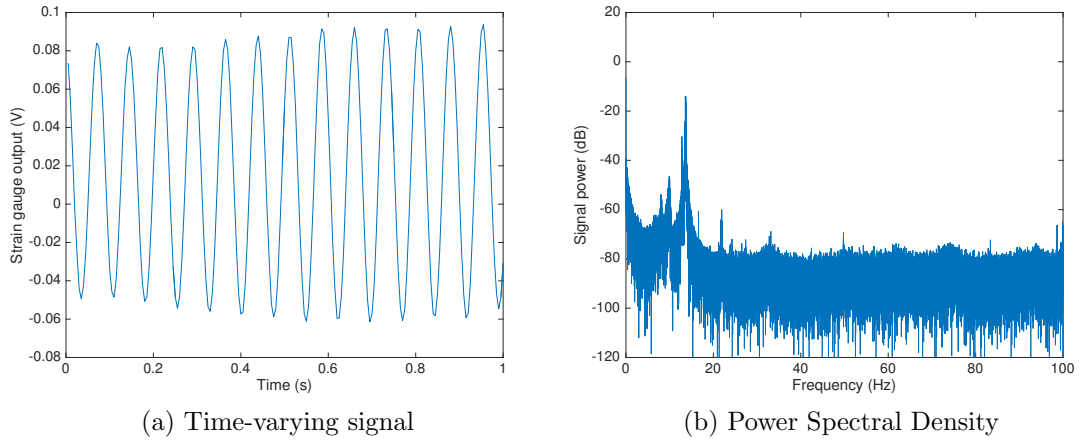 0.1
0.08
0.06
0.04
0.02
0
-0.02
-0.04
-0.06
-0.08
Strain gauge output (V)
0 0.2 0.4 0.6 0.8 1
Time (s)
(a) Time-varying signal
20
0
-20
-40
-60
-80
-100
-120
Signal power (dB)
0 20 40 60 80 100
Frequency (Hz)
(b) Power Spectral Density